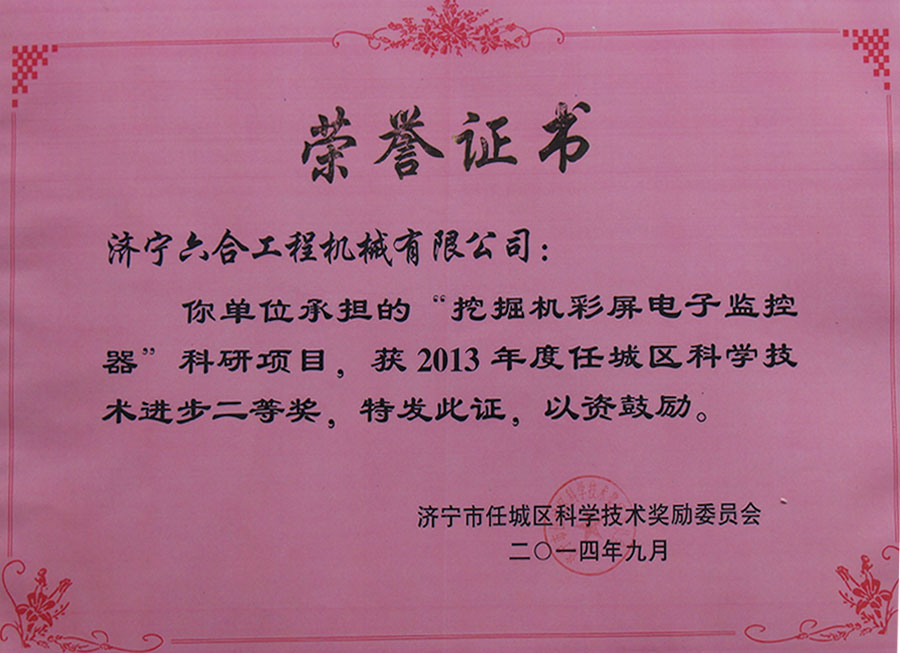 荣誉证书
济宁六合工程机械有限公司：
你单位承担的“挖掘机彩屏电子监控
器”科研项目，获2013年度任城区科学技
术进步二等奖，特发此证，以资鼓励。
济宁市任城区科学技术奖励委员会
二〇一四年九月